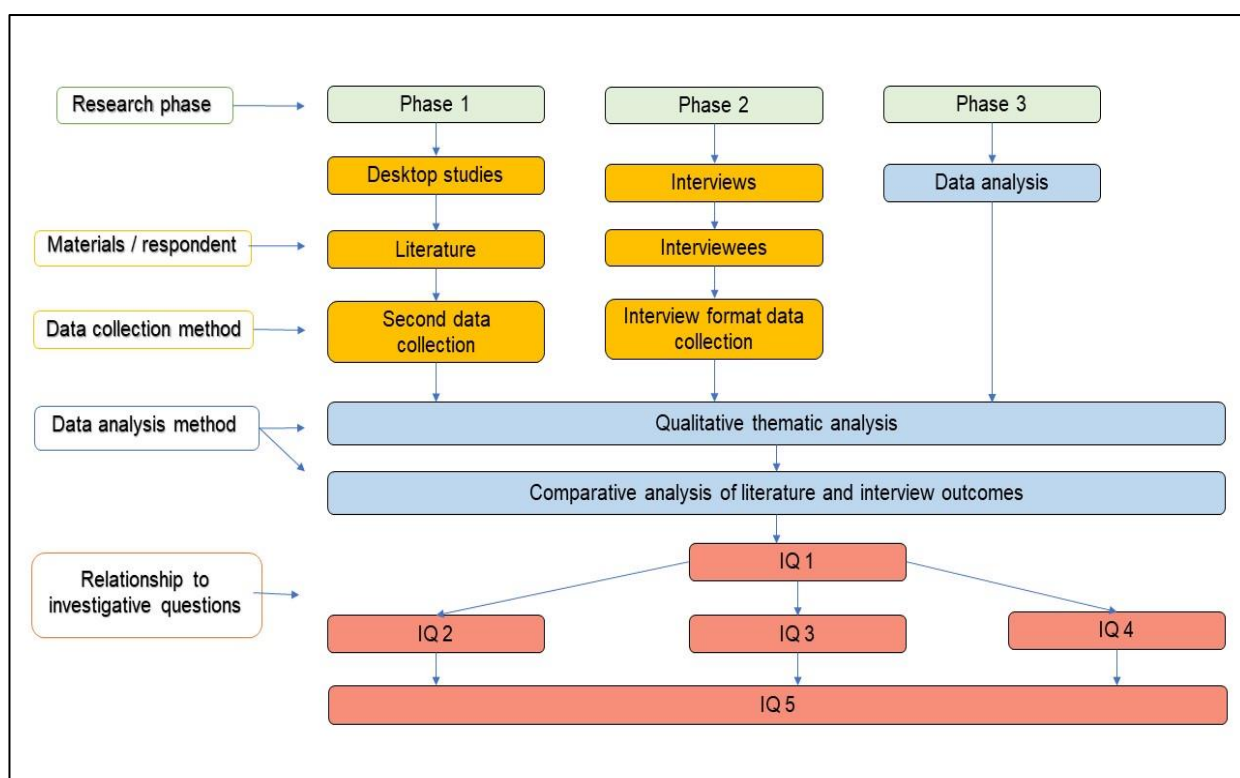 Research phase
Phase 1
Phase 2
Phase 3
Desktop studies
Interviews
Data analysis
Materials / respondent
Literature
Interviewees
Data collection method
Second data
collection
Interview format data
collection
Data analysis method
Qualitative thematic analysis
Comparative analysis of literature and interview outcomes
Relationship to
investigative questions
IQ 1
IQ 2
IQ 3
IQ 4
IQ 5